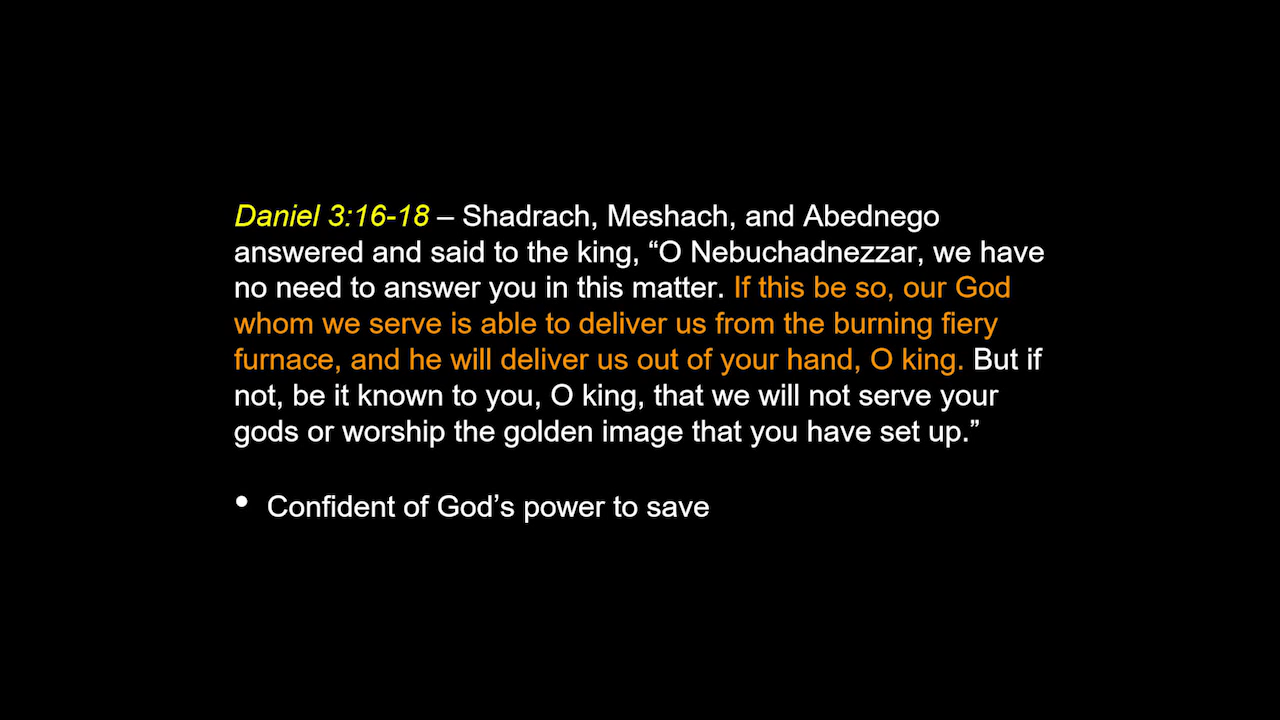 Daniel 3:16-18 – Shadrach, Meshach, and Abednego
answered and said to the king, “O Nebuchadnezzar, we have
no need to answer you in this matter. If this be so, our God
whom we serve is able to deliver us from the burning fiery
furnace, and he will deliver us out of your hand, O king. But if
not, be it known to you, O king, that we will not serve your
gods or worship the golden image that you have set up.”
• Confident of God’s power to save